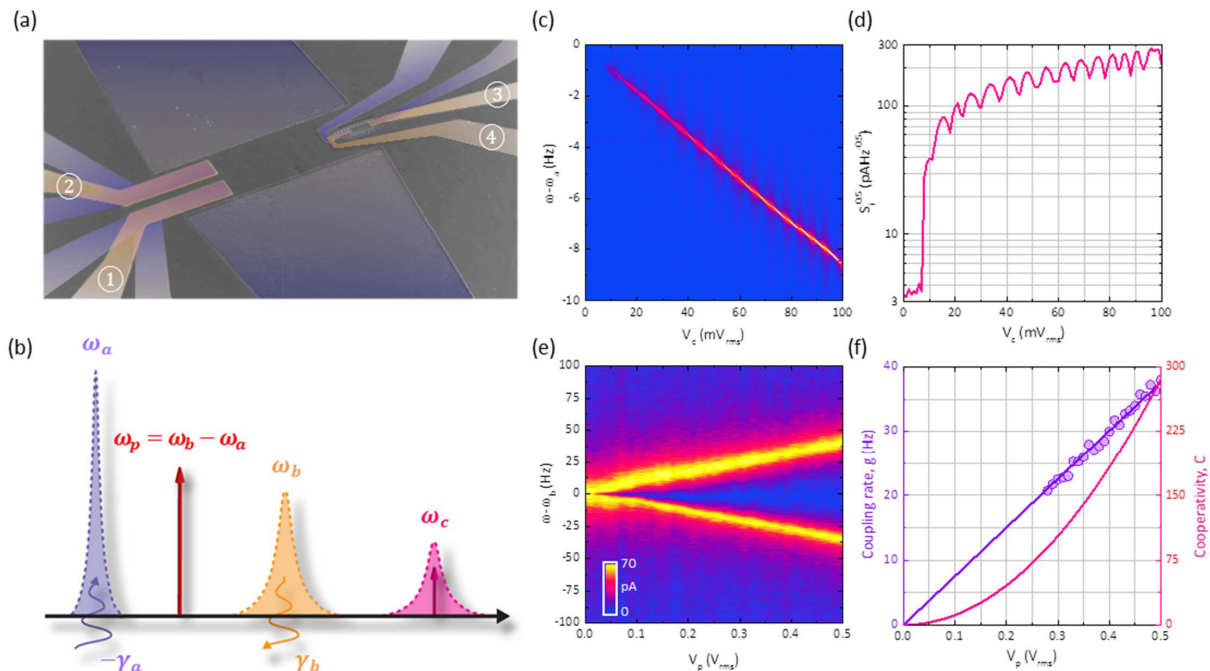 (a)
③
④
②
①
(b)
ωₐ
ωₚ = ω_b − ωₐ
ω_b
ω_c
−γₐ
γ_b
(c)
0
-2
-4
-6
-8
-10
ω-ωₐ (Hz)
0 20 40 60 80 100
V_c (mV_rms)
(d)
300
100
10
3
S_i^0.5 (pAHz^-0.5)
0 20 40 60 80 100
V_c (mV_rms)
(e)
100
75
50
25
0
-25
-50
-75
-100
ω-ω_b (Hz)
70
pA
0
0.0 0.1 0.2 0.3 0.4 0.5
V_p (V_rms)
(f)
40
30
20
10
0
Coupling rate, g (Hz)
300
225
150
75
0
Cooperativity, C
0.0 0.1 0.2 0.3 0.4 0.5
V_p (V_rms)